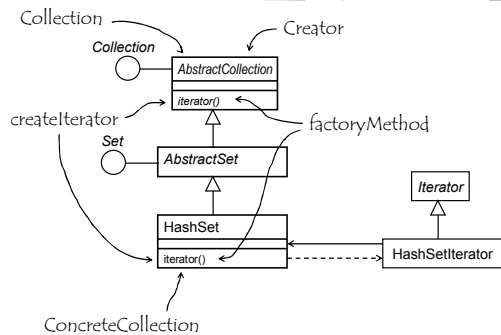 Collection
Creator
Collection
AbstractCollection
iterator()
createIterator
factoryMethod
Set
AbstractSet
Iterator
HashSet
iterator()
HashSetIterator
ConcreteCollection